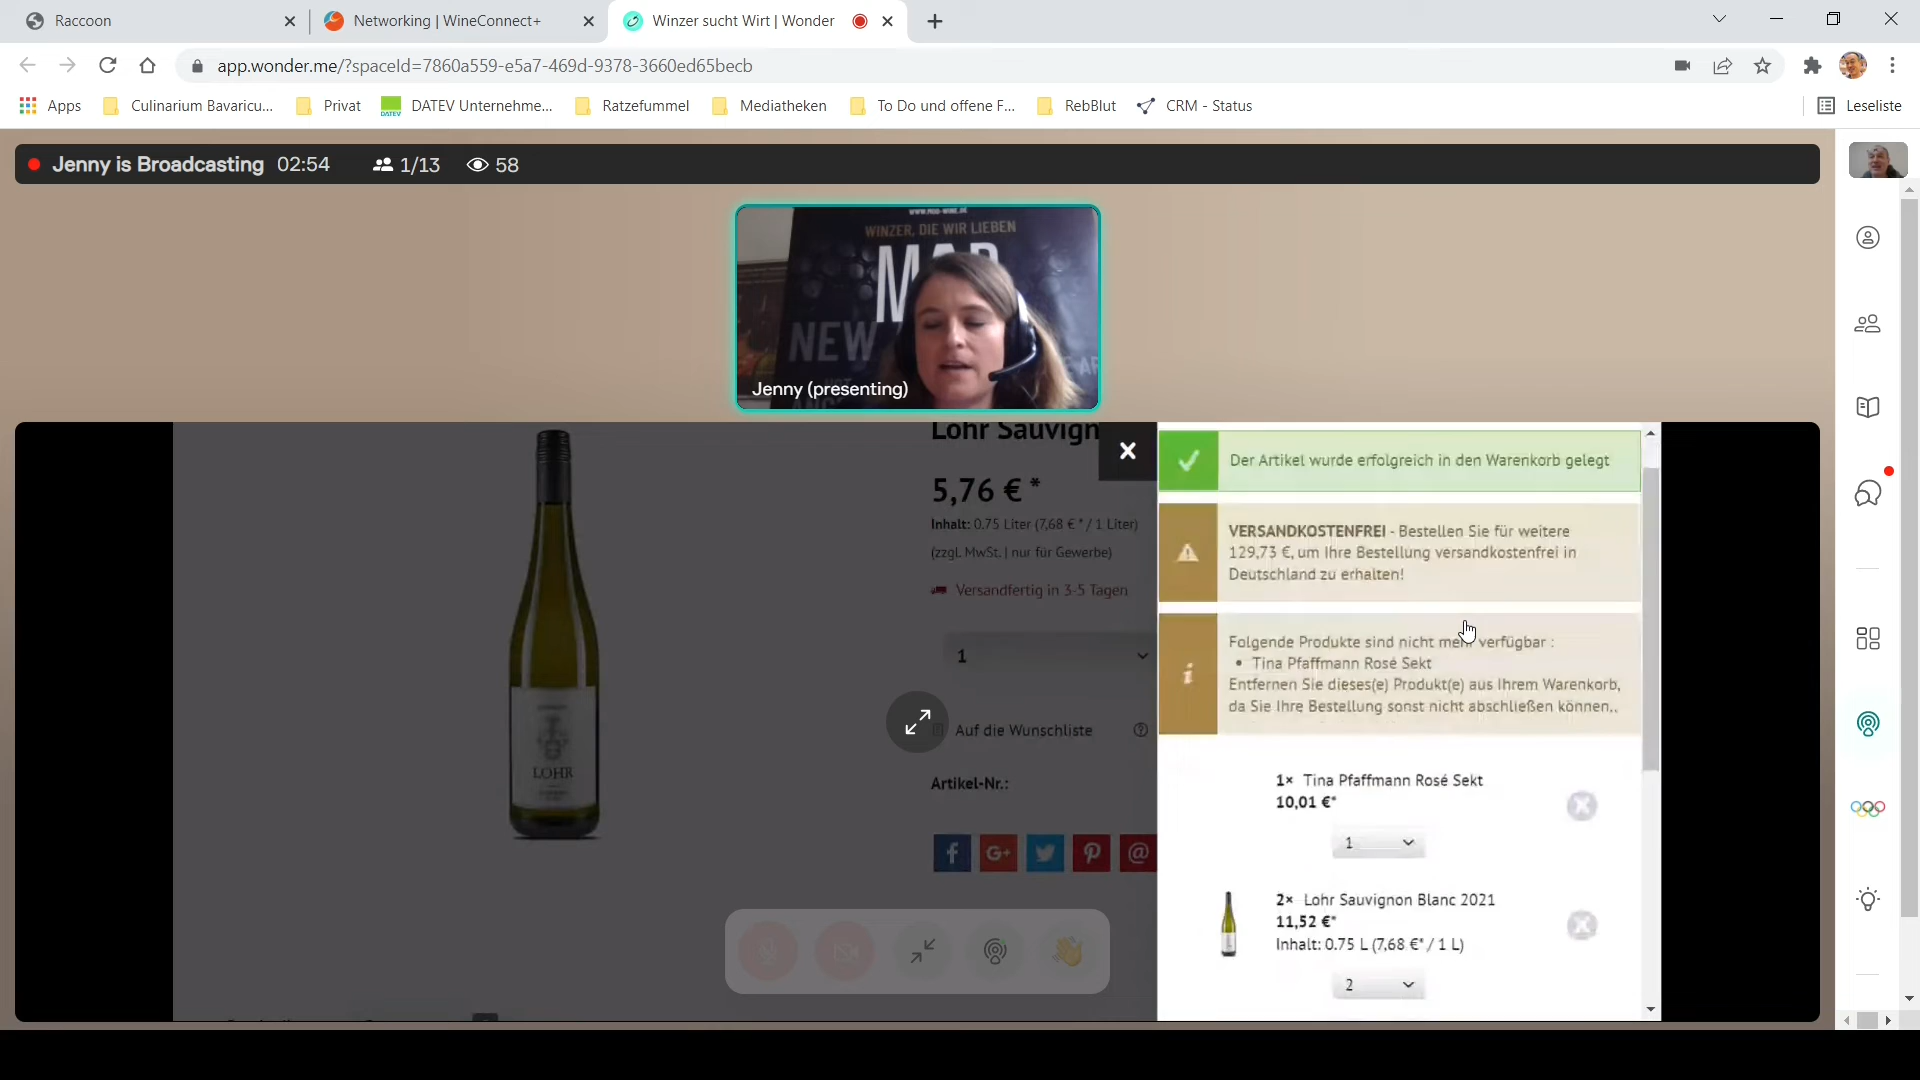 Raccoon
Networking | WineConnect+
Winzer sucht Wirt | Wonder
app.wonder.me/?spaceId=7860a559-e5a7-469d-9378-3660ed65becb
Apps
Culinarium Bavaricu...
Privat
DATEV
DATEV Unternehme...
Ratzefummel
Mediatheken
To Do und offene F...
RebBlut
CRM - Status
Leseliste
Jenny is Broadcasting 02:54 1/13 58
WINZER, DIE WIR LIEBEN
NEW
Jenny (presenting)
Lohr Sauvign
5,76 € *
Inhalt: 0.75 Liter (7,68 € * / 1 Liter)
(zzgl. MwSt. | nur für Gewerbe)
Versandfertig in 3-5 Tagen
1
Auf die Wunschliste
Artikel-Nr.:
LOHR
Der Artikel wurde erfolgreich in den Warenkorb gelegt
VERSANDKOSTENFREI - Bestellen Sie für weitere
129,73 €, um Ihre Bestellung versandkostenfrei in
Deutschland zu erhalten!
Folgende Produkte sind nicht mehr verfügbar :
• Tina Pfaffmann Rosé Sekt
Entfernen Sie dieses(e) Produkt(e) aus Ihrem Warenkorb,
da Sie Ihre Bestellung sonst nicht abschließen können,.
1× Tina Pfaffmann Rosé Sekt
10,01 €*
1
2× Lohr Sauvignon Blanc 2021
11,52 €*
Inhalt: 0.75 L (7,68 €* / 1 L)
2